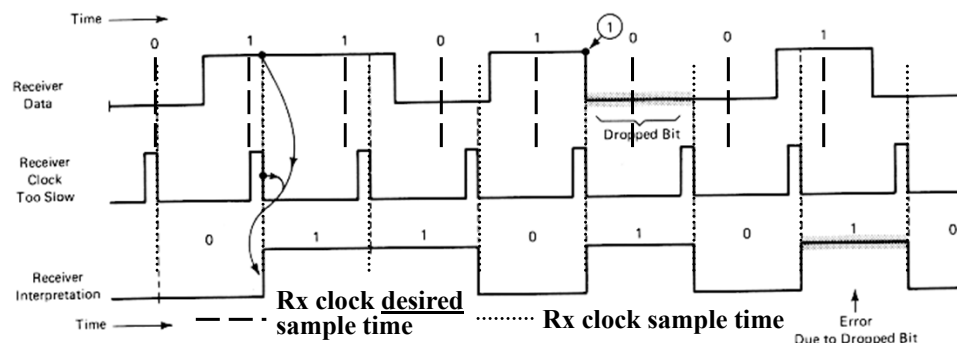 Time
0 1 1 0 1 1 0 0 1
Receiver
Data
Dropped Bit
Receiver
Clock
Too Slow
0 1 1 0 1 0 1 0
Receiver
Interpretation
Rx clock desired
sample time
Rx clock sample time
Time
Error
Due to Dropped Bit